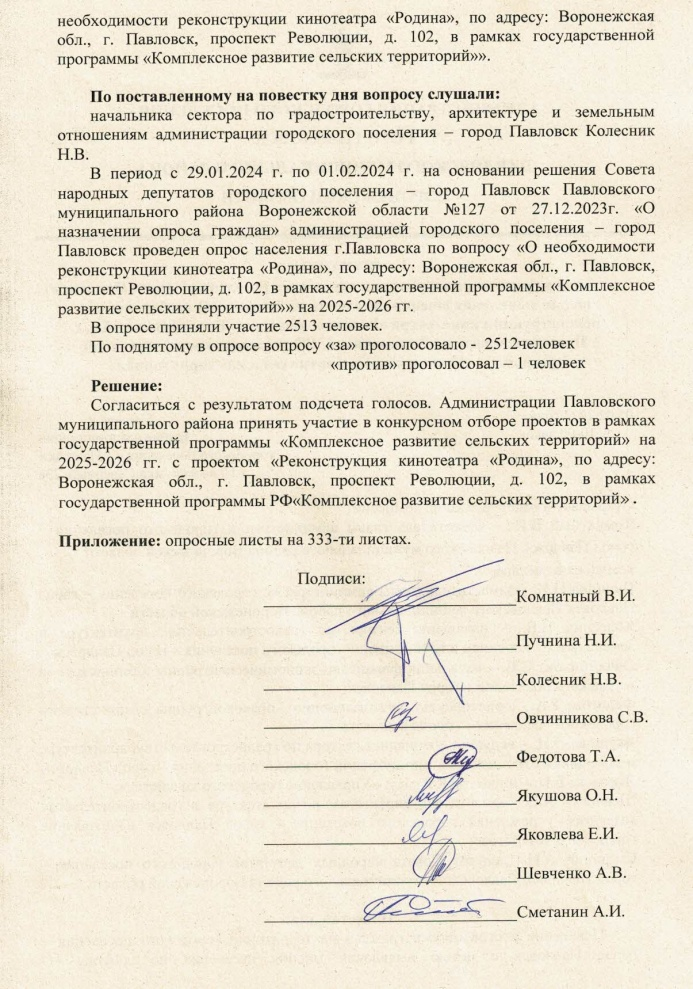 необходимости реконструкции кинотеатра «Родина», по адресу: Воронежская
обл., г. Павловск, проспект Революции, д. 102, в рамках государственной
программы «Комплексное развитие сельских территорий»».
По поставленному на повестку дня вопросу слушали:
начальника сектора по градостроительству, архитектуре и земельным
отношениям администрации городского поселения – город Павловск Колесник
Н.В.
В период с 29.01.2024 г. по 01.02.2024 г. на основании решения Совета
народных депутатов городского поселения – город Павловск Павловского
муниципального района Воронежской области №127 от 27.12.2023г. «О
назначении опроса граждан» администрацией городского поселения – город
Павловск проведен опрос населения г.Павловска по вопросу «О необходимости
реконструкции кинотеатра «Родина», по адресу: Воронежская обл., г. Павловск,
проспект Революции, д. 102, в рамках государственной программы «Комплексное
развитие сельских территорий»» на 2025-2026 гг.
В опросе приняли участие 2513 человек.
По поднятому в опросе вопросу «за» проголосовало - 2512человек
«против» проголосовал – 1 человек
Решение:
Согласиться с результатом подсчета голосов. Администрации Павловского
муниципального района принять участие в конкурсном отборе проектов в рамках
государственной программы «Комплексное развитие сельских территорий» на
2025-2026 гг. с проектом «Реконструкция кинотеатра «Родина», по адресу:
Воронежская обл., г. Павловск, проспект Революции, д. 102, в рамках
государственной программы РФ«Комплексное развитие сельских территорий» .
Приложение: опросные листы на 333-ти листах.
Подписи:
Комнатный В.И.
Пучнина Н.И.
Колесник Н.В.
Овчинникова С.В.
Федотова Т.А.
Якушова О.Н.
Яковлева Е.И.
Шевченко А.В.
Сметанин А.И.